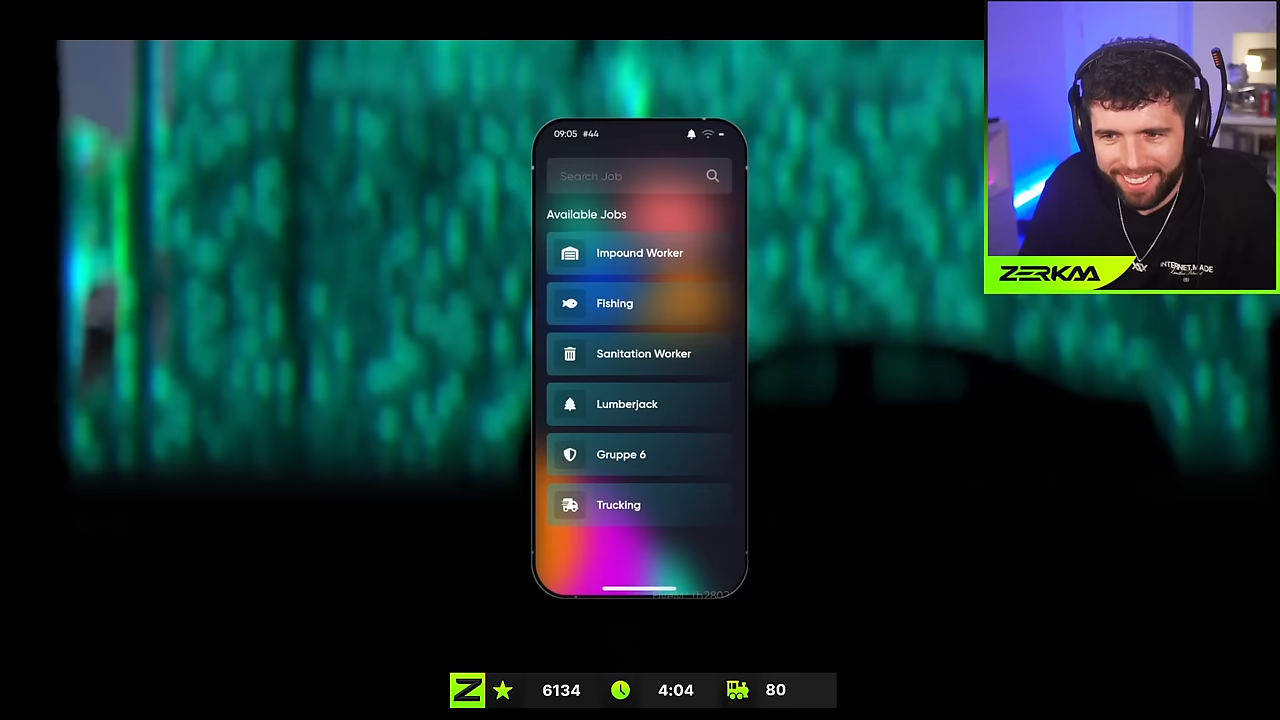 09:05 #44
Search Job
Available Jobs
Impound Worker
Fishing
Sanitation Worker
Lumberjack
Gruppe 6
Trucking
ZERKAA
INTERNET MADE
Z 6134 4:04 80